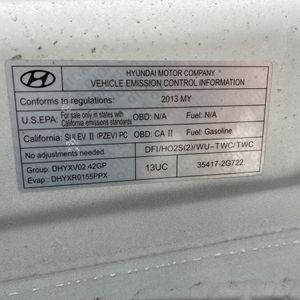 HYUNDAI
HYUNDAI MOTOR COMPANY
VEHICLE EMISSION CONTROL INFORMATION
Conforms to regulations: 2013 MY
U.S.EPA For sale only in states with California emissions standards OBD: N/A Fuel: N/A
California: SULEV II (PZEV) PC OBD: CA II Fuel: Gasoline
No adjustments needed. DFI/HO2S(2)/WU-TWC/TWC
Group: DHYXV02.42GP 13UC 35417-2G722
Evap: DHYXR0155PPX